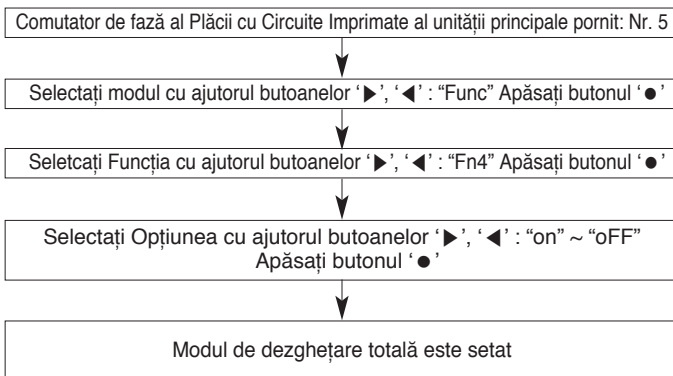 Comutator de fază al Plăcii cu Circuite Imprimate al unității principale pornit: Nr. 5
Selectați modul cu ajutorul butoanelor ‘▶’, ‘◀’ : “Func” Apăsați butonul ‘●’
Seletcați Funcția cu ajutorul butoanelor ‘▶’, ‘◀’ : “Fn4” Apăsați butonul ‘●’
Selectați Opțiunea cu ajutorul butoanelor ‘▶’, ‘◀’ : “on” ~ “oFF”
Apăsați butonul ‘●’
Modul de dezghețare totală este setat